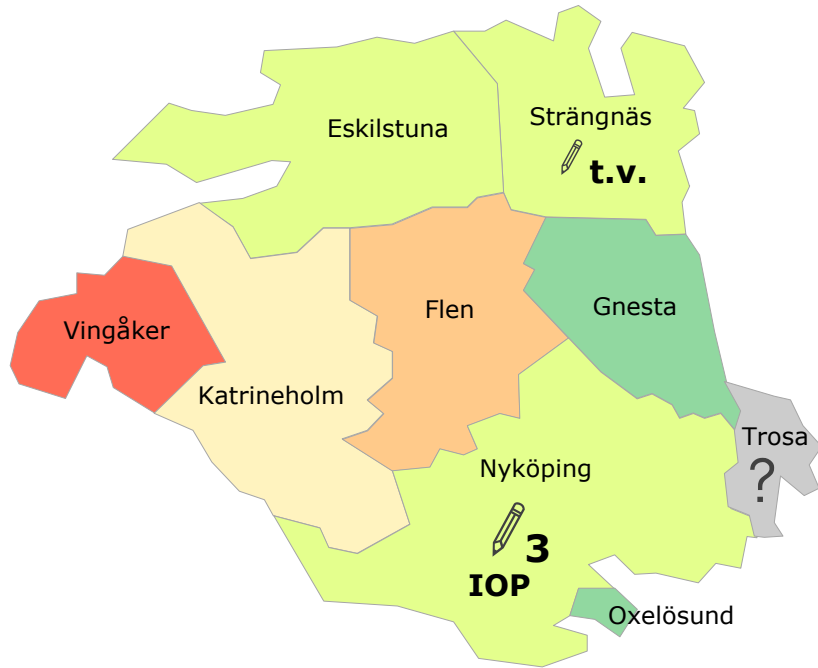 Strängnäs
Eskilstuna
t.v.
Gnesta
Flen
Vingåker
Katrineholm
Trosa
?
Nyköping
3
IOP
Oxelösund